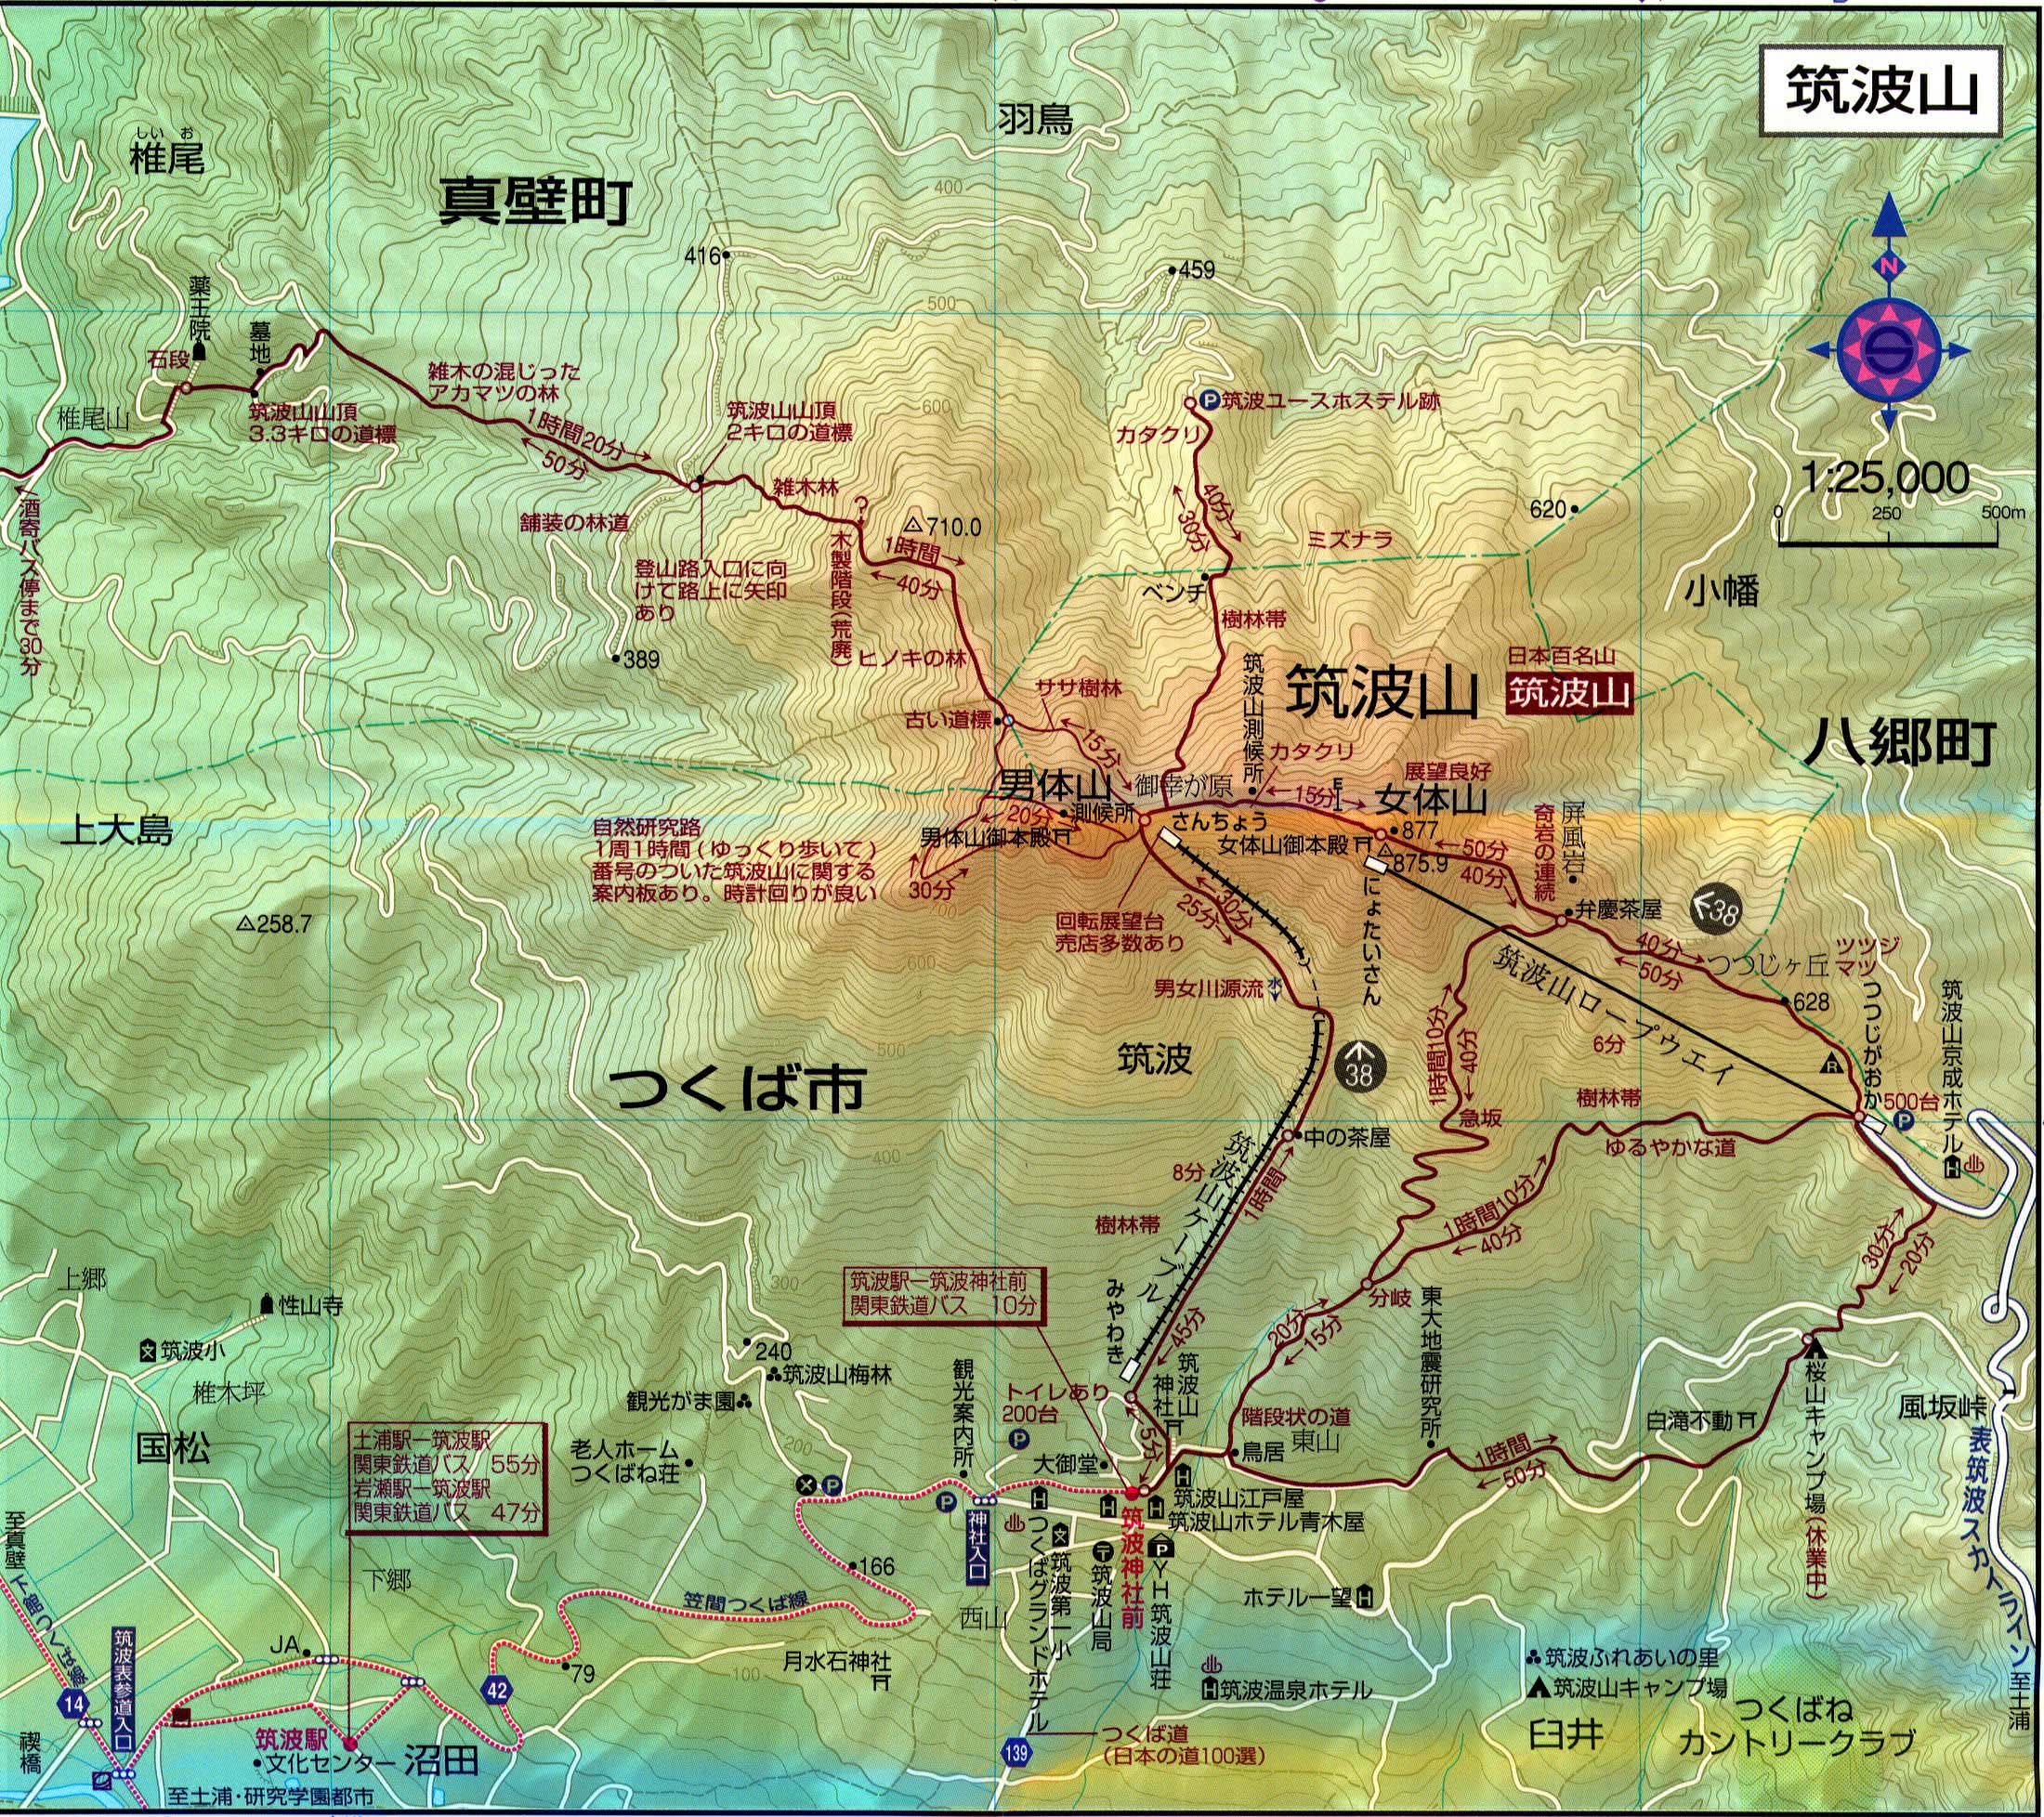 筑波山
しいお
椎尾
真壁町
羽鳥
400
416
459
500
N
薬王院
墓地
石段
椎尾山
筑波山山頂
3.3キロの道標
雑木の混じった
アカマツの林
1時間20分→
←50分
筑波山山頂
2キロの道標
600
P筑波ユースホステル跡
カタクリ
1:25,000
0 250 500m
←酒寄バス停まで30分
舗装の林道
雑木林
?
710.0
40分→
←30分
620
ミズナラ
木製階段(荒廃)
1時間→
←40分
登山路入口に向
けて路上に矢印
あり
ベンチ
小幡
樹林帯
389
ヒノキの林
筑波山測候所
筑波山
日本百名山
筑波山
ササ樹林
古い道標
←15分→
八郷町
カタクリ
展望良好
男体山
御幸が原
←15分→
女体山
上大島
←20分
測候所
さんちょう
男体山御本殿
女体山御本殿
877
875.9
←50分
40分→
奇岩の連続
屏風岩
自然研究路
1周1時間(ゆっくり歩いて)
番号のついた筑波山に関する
案内板あり。時計回りが良い
30分→
700
258.7
←30分
25分→
にょたいさん
弁慶茶屋
38
回転展望台
売店多数あり
600
40分→
←50分
つつじヶ丘
ツツジ
マツ
筑波山ロープウエイ
6分
男女川源流
水
628
つつじがおか
筑波山京成ホテル
500
筑波
38
つくば市
1時間10分→
←40分
急坂
樹林帯
ゆるやかな道
500台
P
中の茶屋
400
8分
筑波山ケーブル
1時間→
樹林帯
1時間10分→
←40分
30分→
←20分
上郷
性山寺
300
筑波駅―筑波神社前
関東鉄道バス 10分
みやわき
←45分
分岐
20分→
←15分
東大地震研究所
筑波小
椎木坪
240
筑波山梅林
観光がま園
観光案内所
トイレあり
200台
P
筑波山神社
桜山キャンプ場(休業中)
白滝不動
風坂峠
表筑波スカイライン
至土浦
国松
土浦駅―筑波駅
関東鉄道バス 55分
岩瀬駅―筑波駅
関東鉄道バス 47分
200
老人ホーム
つくばね荘
大御堂
←5分→
階段状の道
鳥居
東山
1時間→
←50分
P
P
神社入口
筑波山江戸屋
筑波山ホテル青木屋
至真壁
下館つくば線
下郷
166
笠間つくば線
西山
つくばグランドホテル
筑波第一小
筑波山局
筑波神社前
YH筑波山荘
ホテル一望
筑波表参道入口
JA
79
月水石神社
100
筑波温泉ホテル
筑波ふれあいの里
筑波山キャンプ場
つくばね
カントリークラブ
14
42
禊橋
筑波駅
文化センター
沼田
139
つくば道
(日本の道100選)
臼井
至土浦・研究学園都市